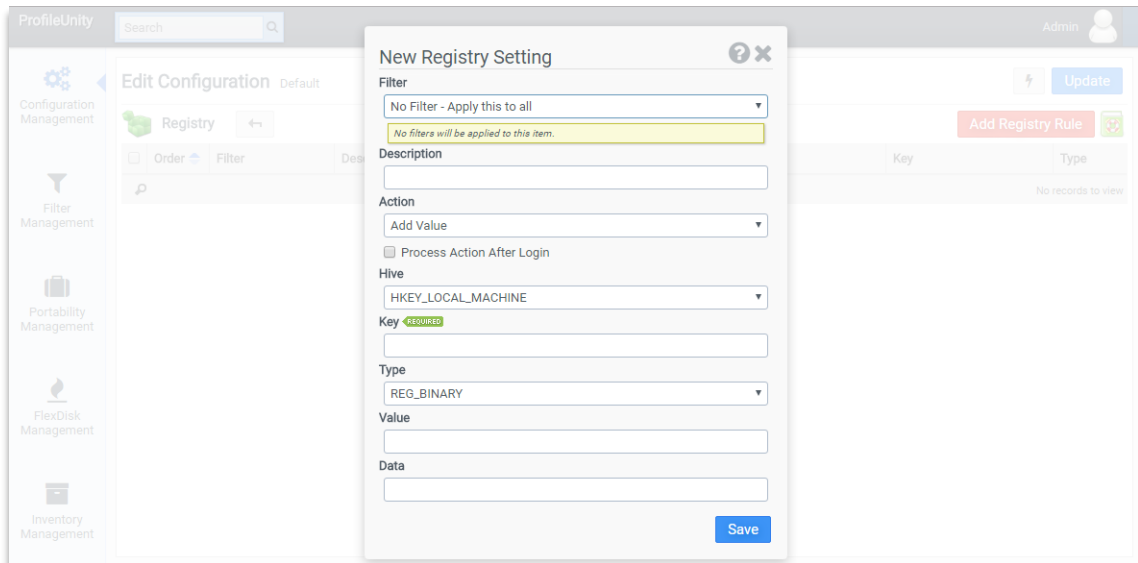 ProfileUnity
Search
Admin
Configuration
Management
Filter
Management
Portability
Management
FlexDisk
Management
Inventory
Management
Edit Configuration Default
Update
Registry
Add Registry Rule
Order Filter Des Key Type
No records to view
New Registry Setting
Filter
No Filter - Apply this to all
No filters will be applied to this item.
Description
Action
Add Value
Process Action After Login
Hive
HKEY_LOCAL_MACHINE
Key REQUIRED
Type
REG_BINARY
Value
Data
Save